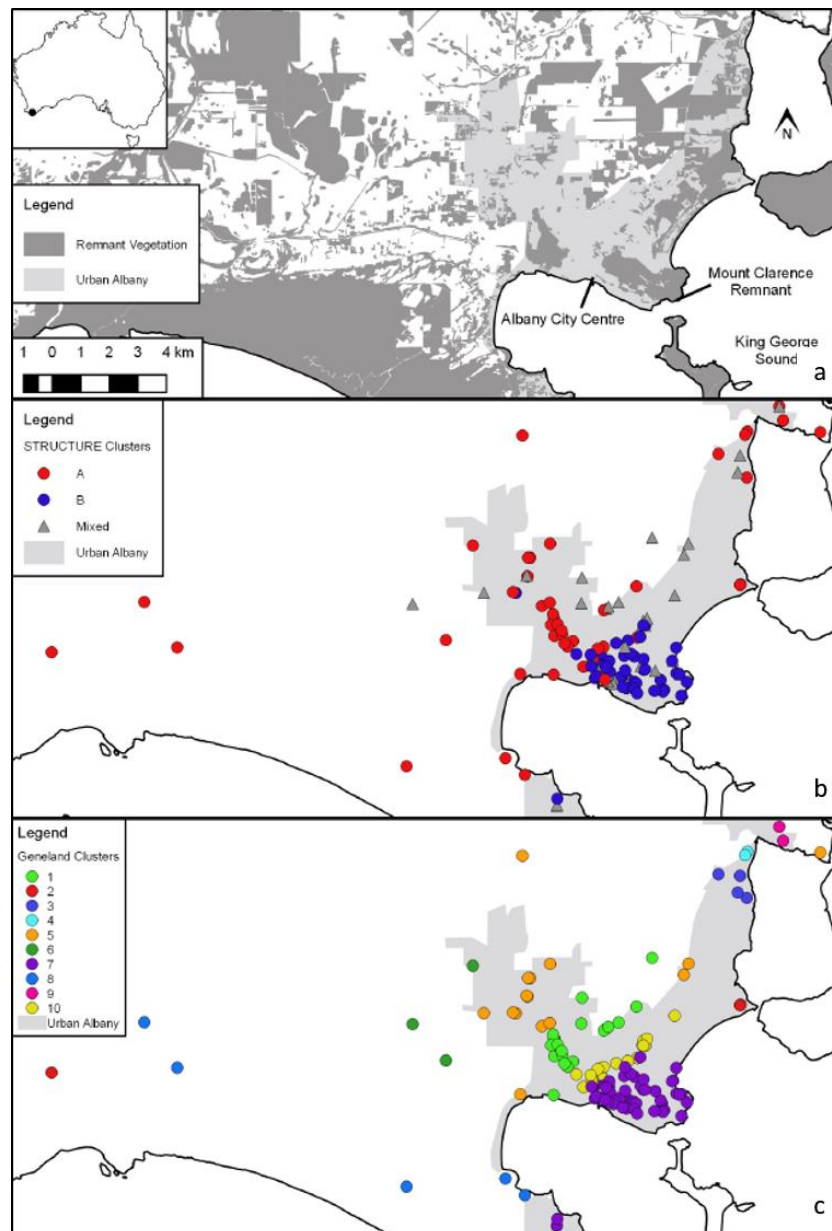 N
Legend
Remnant Vegetation
Urban Albany
1 0 1 2 3 4 km
Albany City Centre
Mount Clarence
Remnant
King George
Sound
a
Legend
STRUCTURE Clusters
A
B
Mixed
Urban Albany
b
Legend
Geneland Clusters
1
2
3
4
5
6
7
8
9
10
Urban Albany
c